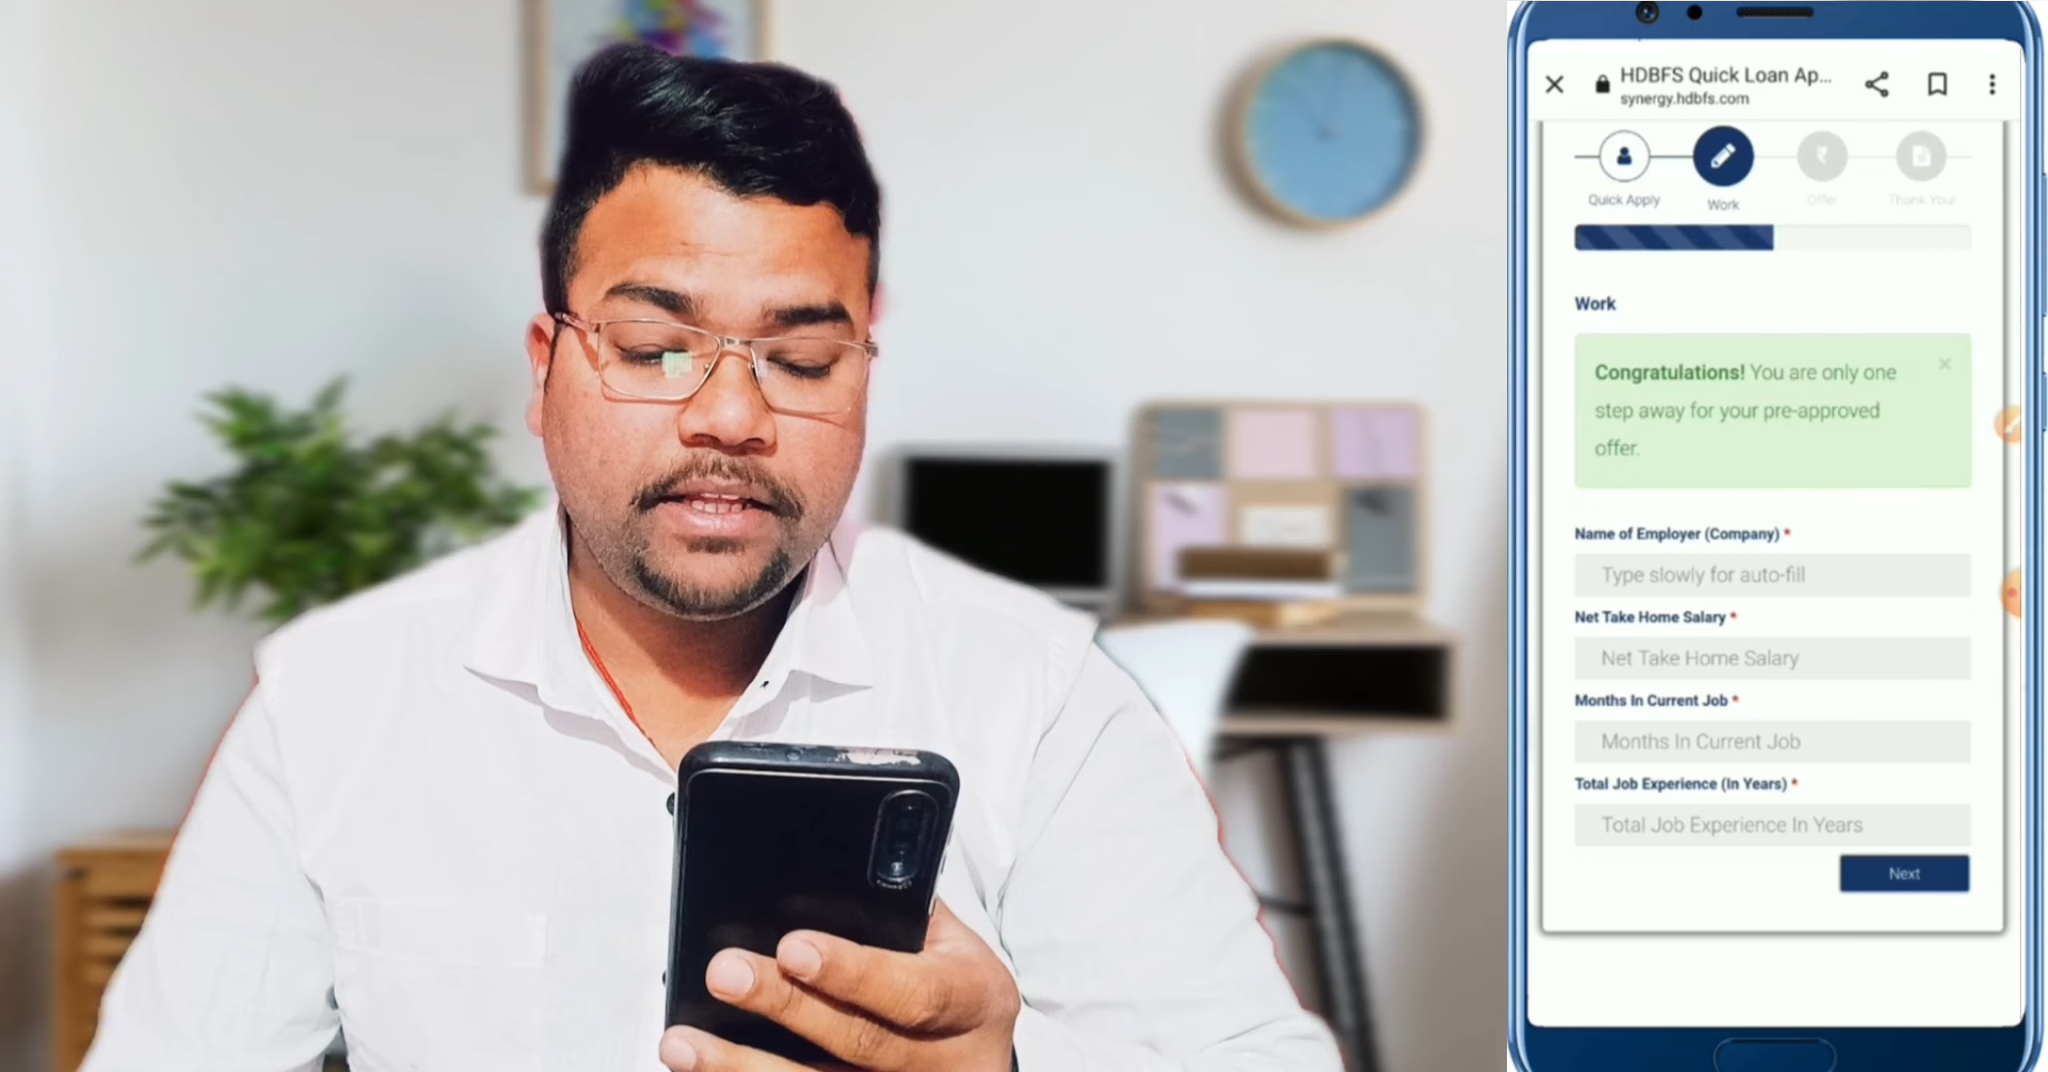 HDBFS Quick Loan Ap...
synergy.hdbfs.com
Quick Apply
Work
Offer
Thank You!
Work
Congratulations! You are only one
step away for your pre-approved
offer.
Name of Employer (Company) *
Type slowly for auto-fill
Net Take Home Salary *
Net Take Home Salary
Months In Current Job *
Months In Current Job
Total Job Experience (In Years) *
Total Job Experience In Years
Next